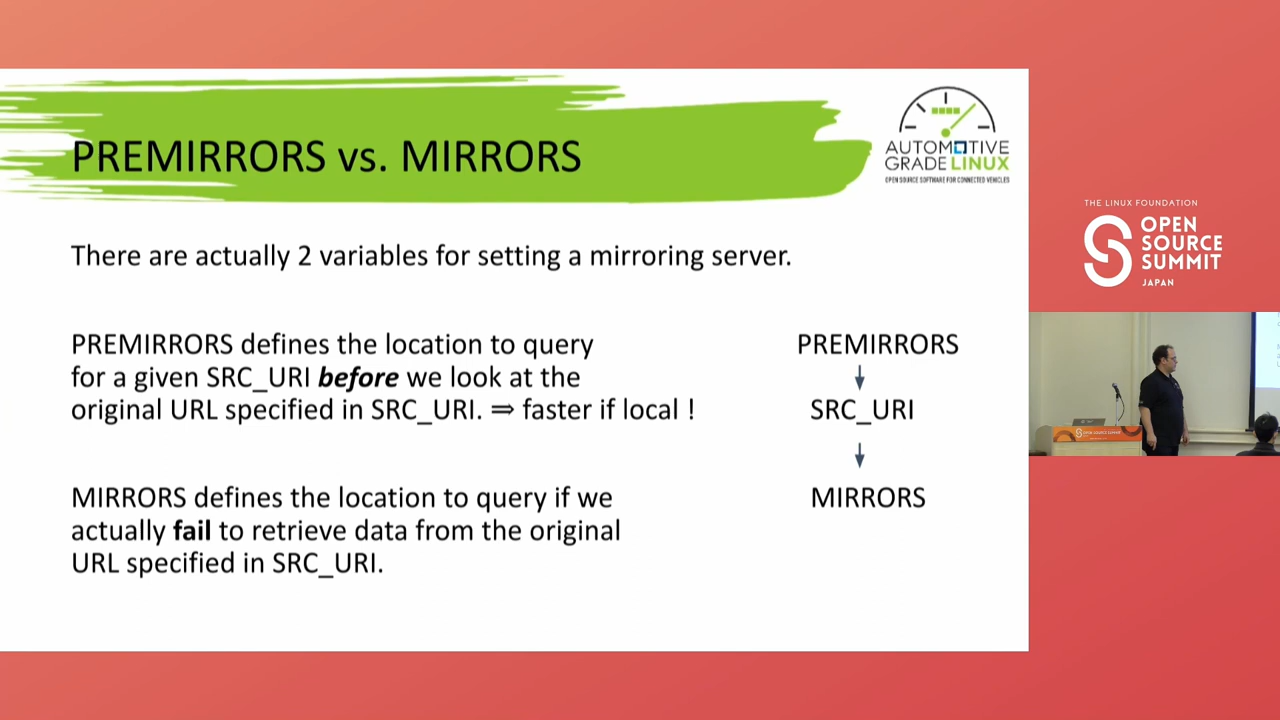 PREMIRRORS vs. MIRRORS
AUTOMOTIVE
GRADE LINUX
OPEN SOURCE SOFTWARE FOR CONNECTED VEHICLES
There are actually 2 variables for setting a mirroring server.
PREMIRRORS defines the location to query
for a given SRC_URI before we look at the
original URL specified in SRC_URI. ⇒ faster if local !
PREMIRRORS
↓
SRC_URI
↓
MIRRORS
MIRRORS defines the location to query if we
actually fail to retrieve data from the original
URL specified in SRC_URI.
THE LINUX FOUNDATION
OPEN
SOURCE
SUMMIT
JAPAN
OPEN SOURCE SUMMIT